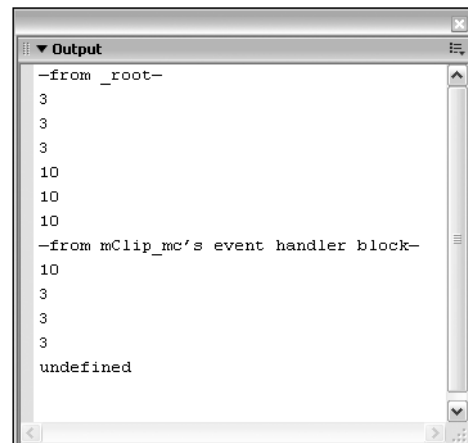 Output
—from _root—
3
3
3
10
10
10
—from mClip_mc’s event handler block—
10
3
3
3
undefined